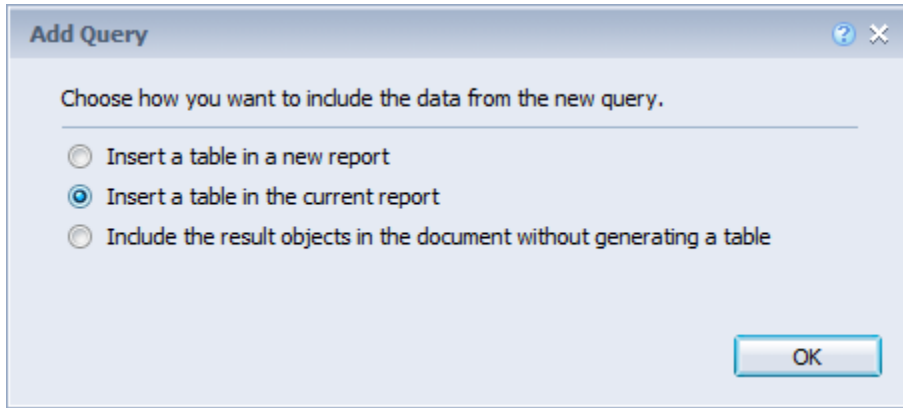 Add Query
Choose how you want to include the data from the new query.
Insert a table in a new report
Insert a table in the current report
Include the result objects in the document without generating a table
OK